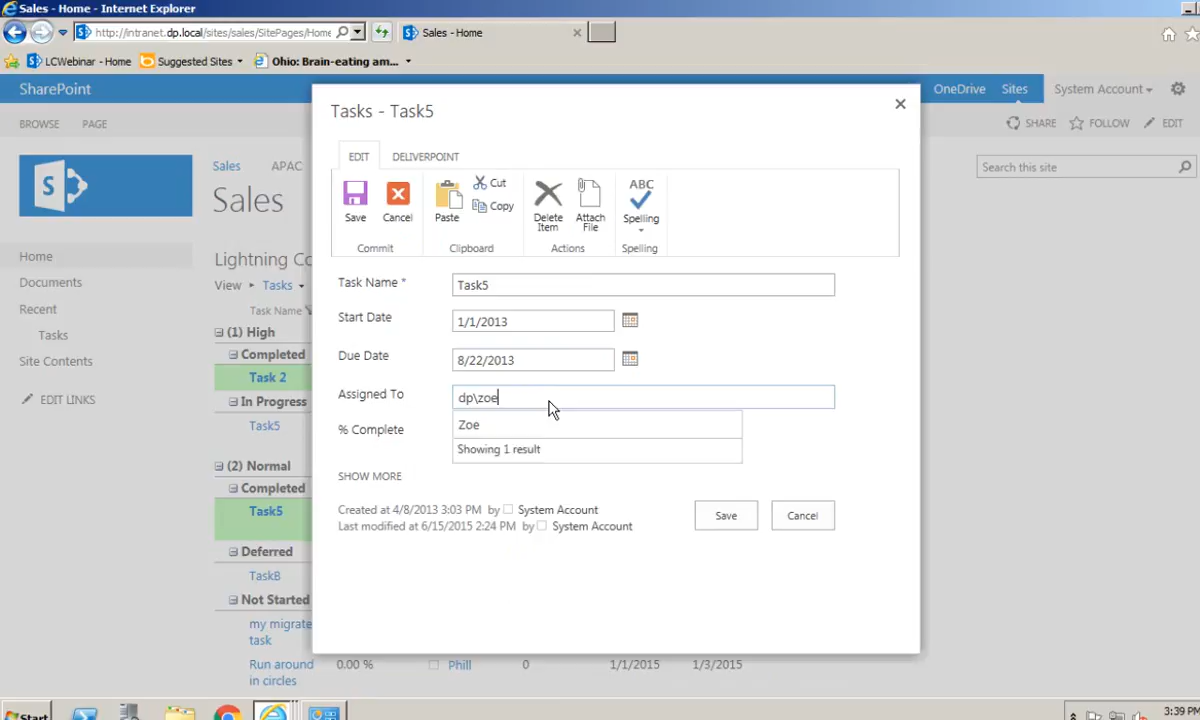 Sales - Home - Internet Explorer
http://intranet.dp.local/sites/sales/SitePages/Home
Sales - Home
LCWebinar - Home
Suggested Sites
Ohio: Brain-eating am...
SharePoint
OneDrive
Sites
System Account
BROWSE
PAGE
SHARE
FOLLOW
EDIT
Sales
APAC
Sales
Search this site
Home
Documents
Recent
Tasks
Site Contents
EDIT LINKS
Lightning Co
View
Tasks
Task Name
(1) High
Completed
Task 2
In Progress
Task5
(2) Normal
Completed
Task5
Deferred
TaskB
Not Started
my migrate
task
Run around
in circles
0.00 %
Phill
0
1/1/2015
1/3/2015
Tasks - Task5
EDIT
DELIVERPOINT
Save
Cancel
Commit
Paste
Cut
Copy
Clipboard
Delete
Item
Attach
File
Actions
ABC
Spelling
Spelling
Task Name *
Task5
Start Date
1/1/2013
Due Date
8/22/2013
Assigned To
dp\zoe
Zoe
Showing 1 result
% Complete
SHOW MORE
Created at 4/8/2013 3:03 PM by System Account
Last modified at 6/15/2015 2:24 PM by System Account
Save
Cancel
Start
3:39 PM